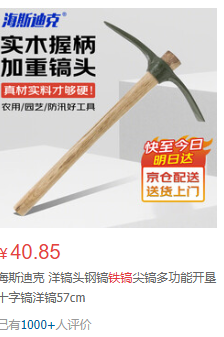 海斯迪克®
实木握柄
加重镐头
真材实料才够硬!
农用/园艺/防汛好工具
快至今日
明日达
京仓配送
送货上门
¥40.85
海斯迪克 洋镐头钢镐铁镐尖镐多功能开垦
十字镐洋镐57cm
已有1000+人评价